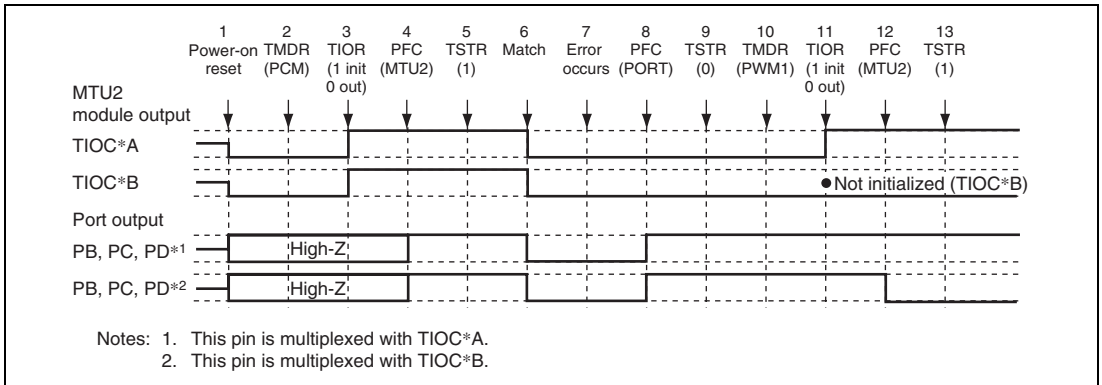 1 2 3 4 5 6 7 8 9 10 11 12 13
Power-on TMDR TIOR PFC TSTR Match Error PFC TSTR TMDR TIOR PFC TSTR
reset (PCM) (1 init (MTU2) (1) occurs (PORT) (0) (PWM1) (1 init (MTU2) (1)
0 out) 0 out)
MTU2
module output
TIOC*A
TIOC*B
● Not initialized (TIOC*B)
Port output
PB, PC, PD*1 High-Z
PB, PC, PD*2 High-Z
Notes: 1. This pin is multiplexed with TIOC*A.
2. This pin is multiplexed with TIOC*B.